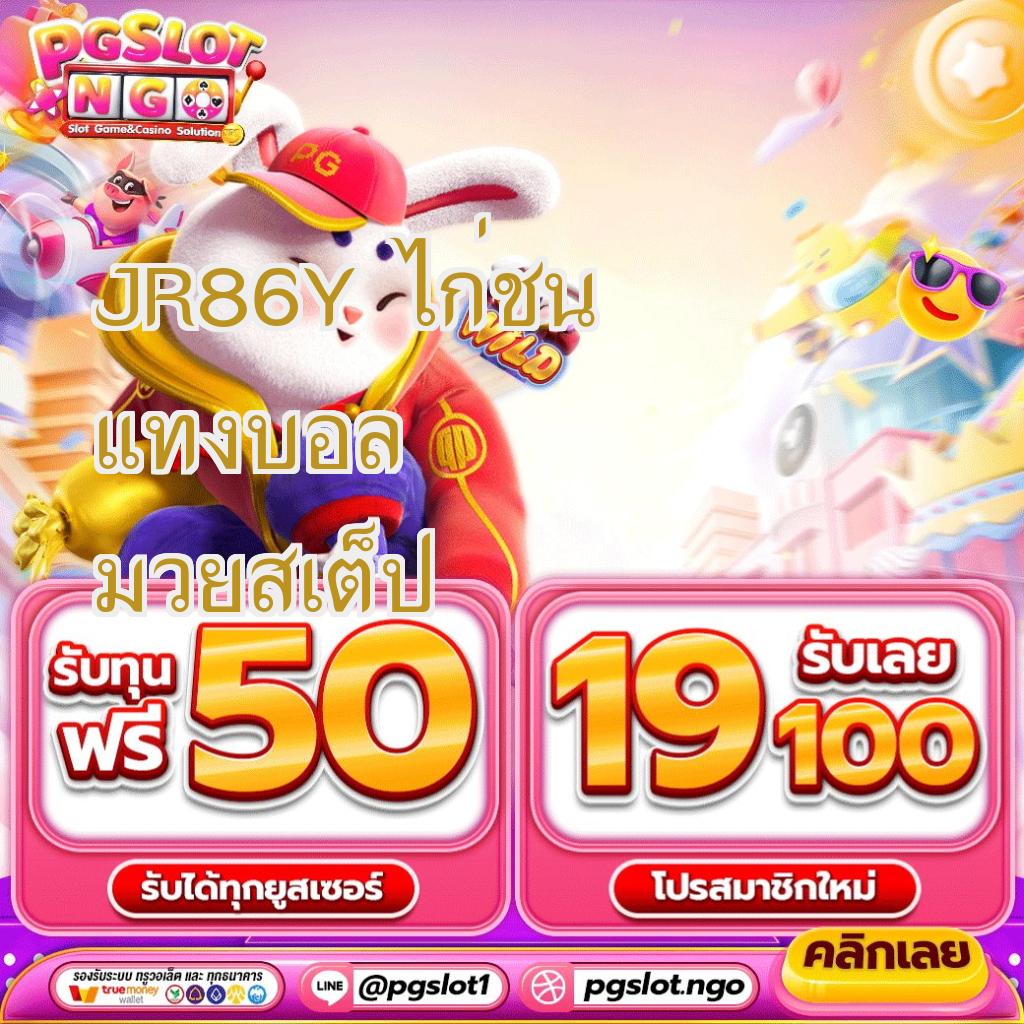 PGSLOT
NGO
Slot Game&Casino Solution
PG
JR86Y ไก่ชน
WILD
แทงบอล
มวยสเต็ป
รับทุน
ฟรี
50
19
รับเลย
100
รับได้ทุกยูสเซอร์
โปรสมาชิกใหม่
คลิกเลย
รองรับระบบ ทรูวอเล็ต และ ทุกธนาคาร
truemoney
wallet
LINE
@pgslot1
pgslot.ngo